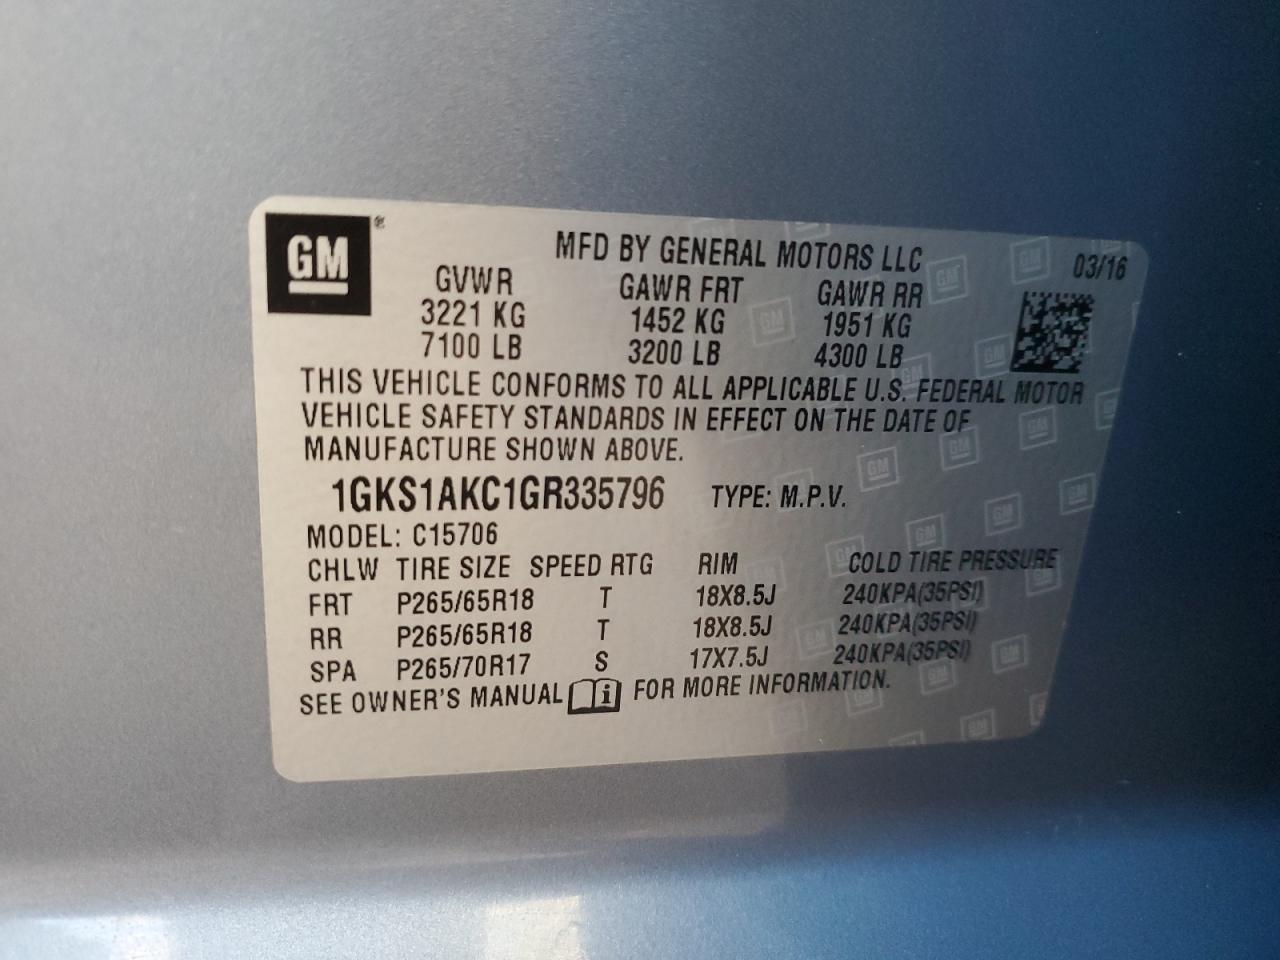 GM ®
MFD BY GENERAL MOTORS LLC 03/16
GVWR GAWR FRT GAWR RR
3221 KG 1452 KG 1951 KG
7100 LB 3200 LB 4300 LB
THIS VEHICLE CONFORMS TO ALL APPLICABLE U.S. FEDERAL MOTOR
VEHICLE SAFETY STANDARDS IN EFFECT ON THE DATE OF
MANUFACTURE SHOWN ABOVE.
1GKS1AKC1GR335796 TYPE: M.P.V.
MODEL: C15706
CHLW TIRE SIZE SPEED RTG RIM COLD TIRE PRESSURE
FRT P265/65R18 T 18X8.5J 240KPA(35PSI)
RR P265/65R18 T 18X8.5J 240KPA(35PSI)
SPA P265/70R17 S 17X7.5J 240KPA(35PSI)
SEE OWNER'S MANUAL i FOR MORE INFORMATION.